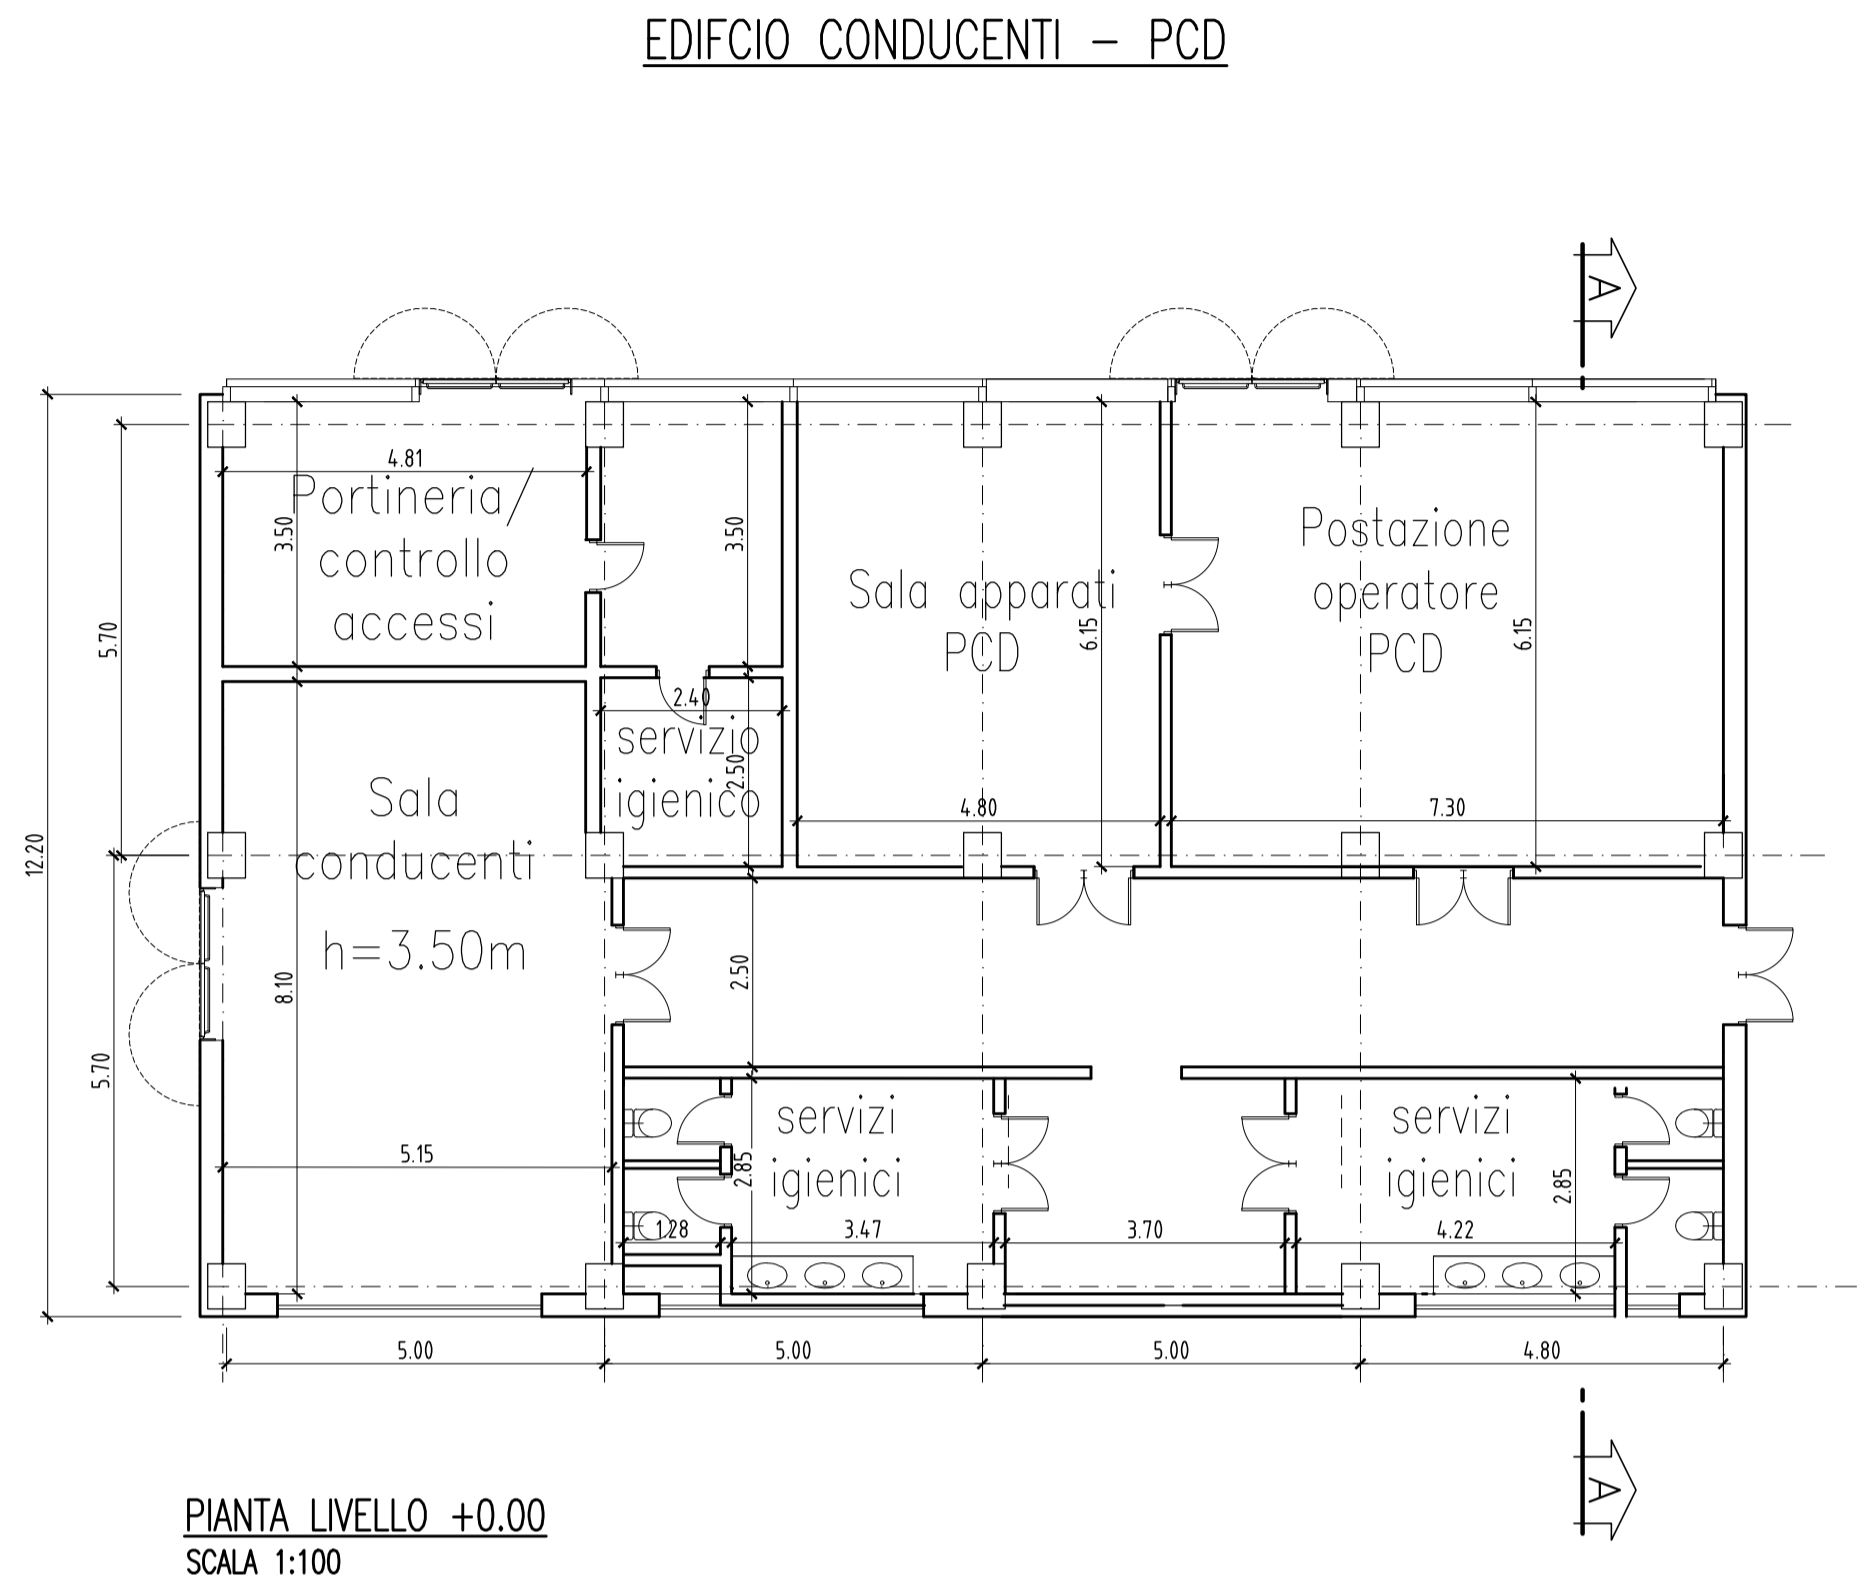 EDIFCIO CONDUCENTI – PCD
A
4.81
Portineria/
controllo
accessi
3.50
3.50
5.70
12.20
Sala apparati
PCD
6.15
4.80
Postazione
operatore
PCD
6.15
7.30
2.40
servizio
igienico
2.50
Sala
conducenti
h=3.50m
8.10
5.15
5.70
2.50
servizi
igienici
2.85
1.28
3.47
3.70
servizi
igienici
2.85
4.22
5.00
5.00
5.00
4.80
A
PIANTA LIVELLO +0.00
SCALA 1:100